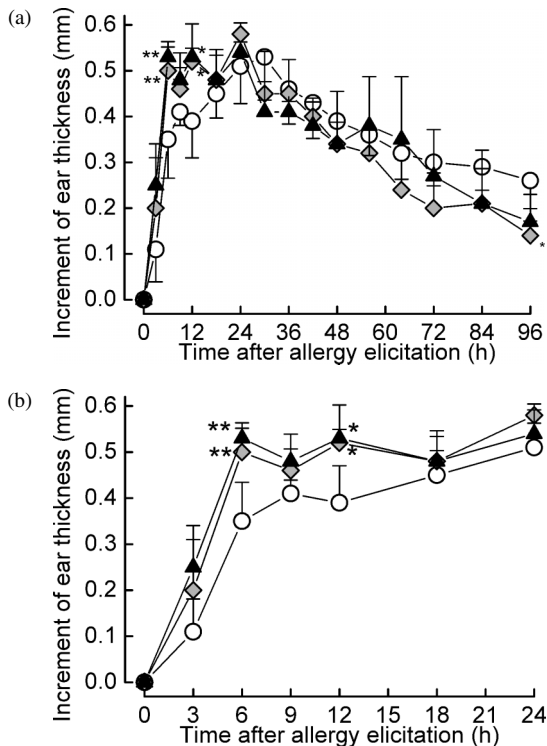 (a)
Increment of ear thickness (mm)
0.6
0.5
0.4
0.3
0.2
0.1
0.0
**
**
*
*
*
0 12 24 36 48 60 72 84 96
Time after allergy elicitation (h)
(b)
Increment of ear thickness (mm)
0.6
0.5
0.4
0.3
0.2
0.1
0.0
**
**
*
*
0 3 6 9 12 15 18 21 24
Time after allergy elicitation (h)